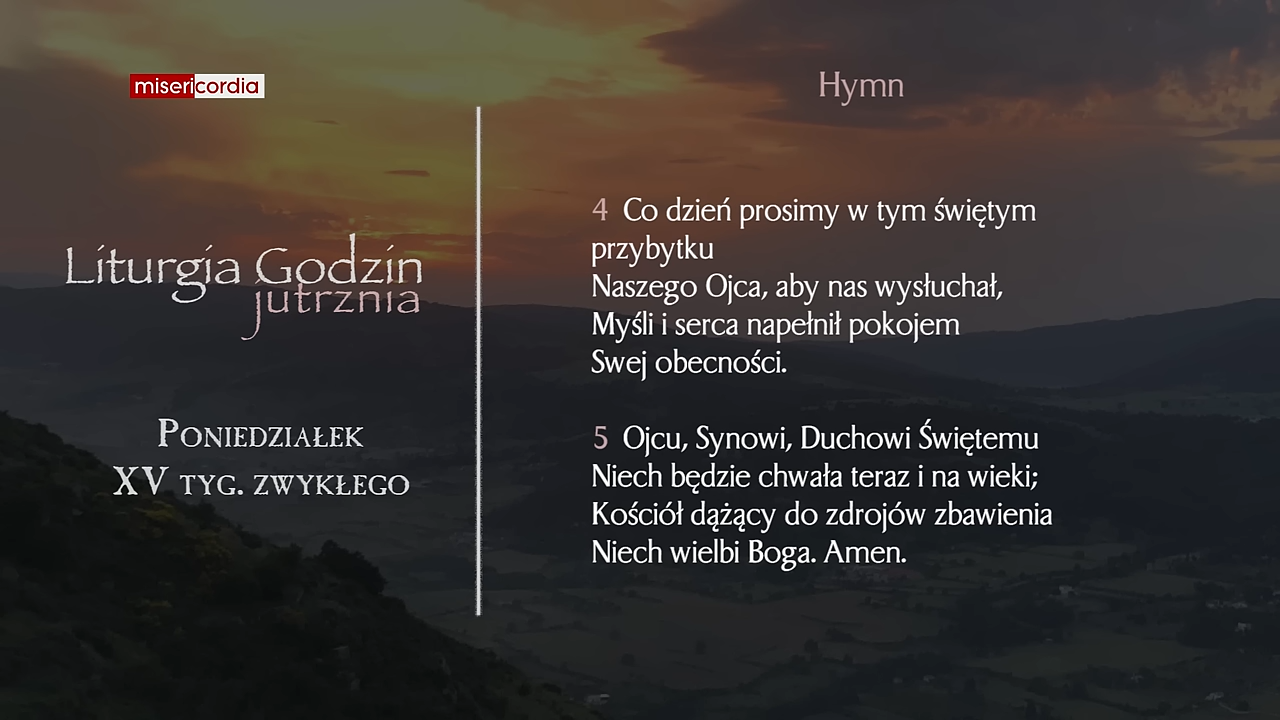 misericordia
Liturgia Godzin
jutrznia
Poniedziałek
XV tyg. zwykłego
Hymn
4 Co dzień prosimy w tym świętym
przybytku
Naszego Ojca, aby nas wysłuchał,
Myśli i serca napełnił pokojem
Swej obecności.
5 Ojcu, Synowi, Duchowi Świętemu
Niech będzie chwała teraz i na wieki;
Kościół dążący do zdrojów zbawienia
Niech wielbi Boga. Amen.